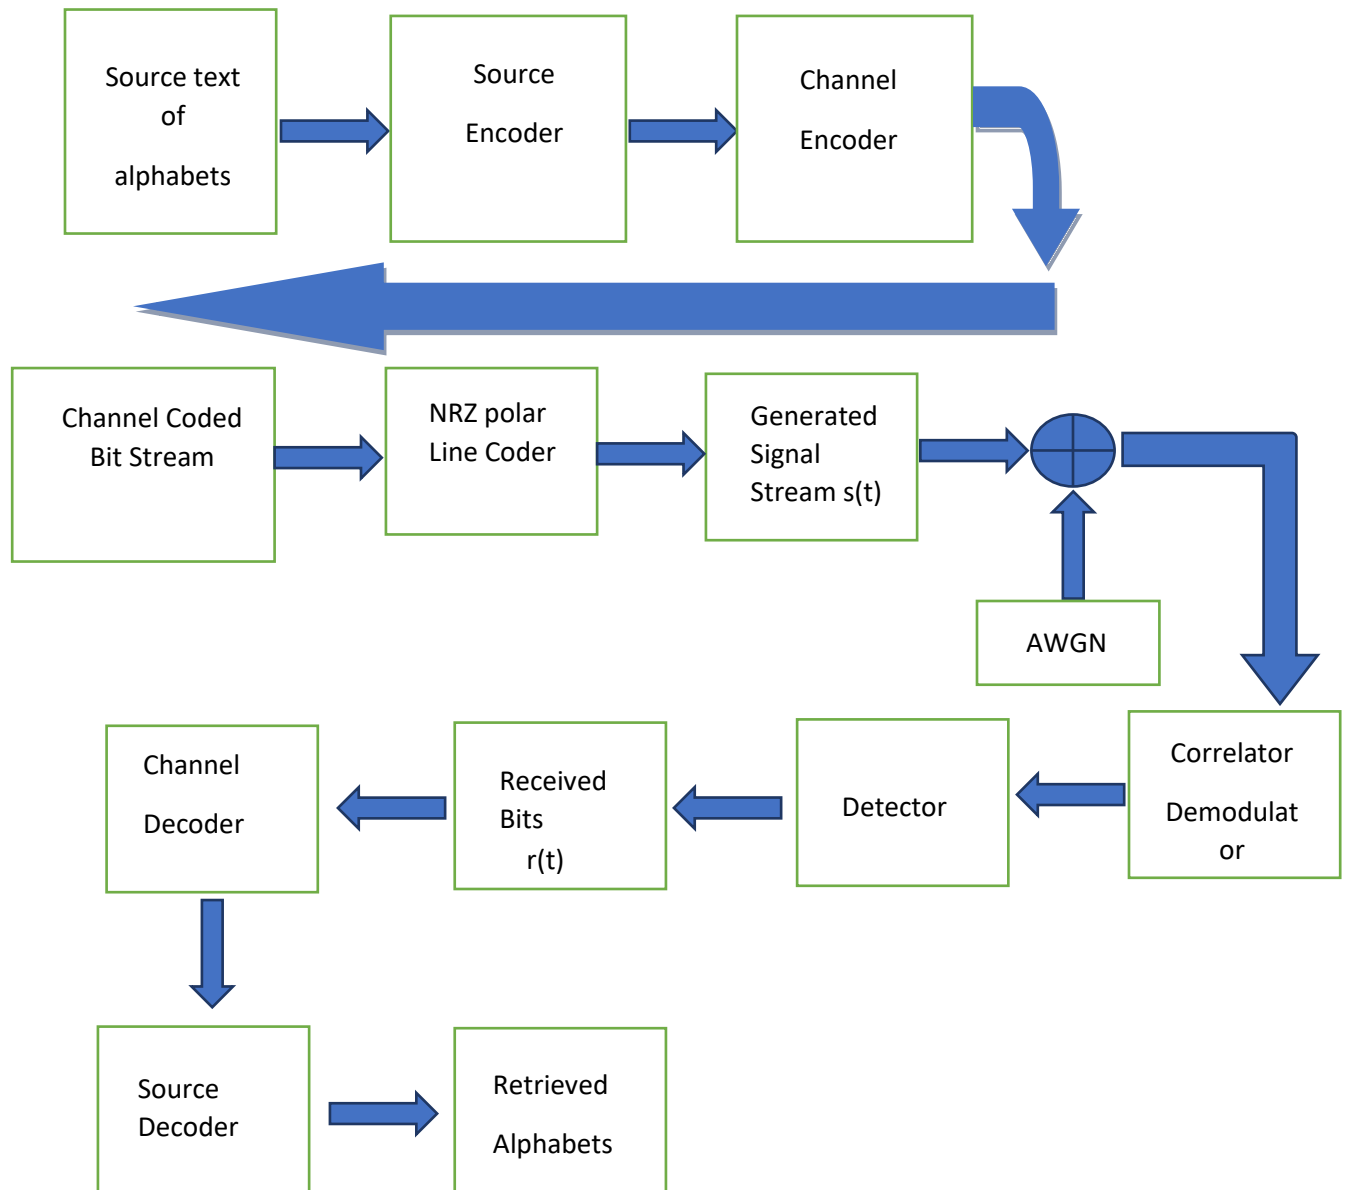 Source text
of
alphabets
Source
Encoder
Channel
Encoder
Channel Coded
Bit Stream
NRZ polar
Line Coder
Generated
Signal
Stream s(t)
AWGN
Correlator
Demodulat
or
Detector
Received
Bits
r(t)
Channel
Decoder
Source
Decoder
Retrieved
Alphabets